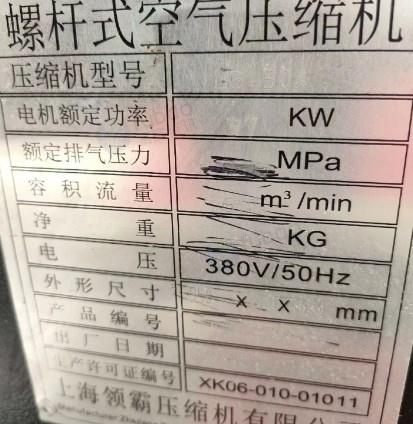 螺杆式空气压缩机
压缩机型号
电机额定功率 KW
额定排气压力 MPa
容积流量 m³/min
净重 KG
电压 380V/50Hz
外形尺寸 x x mm
产品编号
出厂日期
生产许可证编号 XK06-010-01011
上海领霸压缩机有限公
Manufacturer